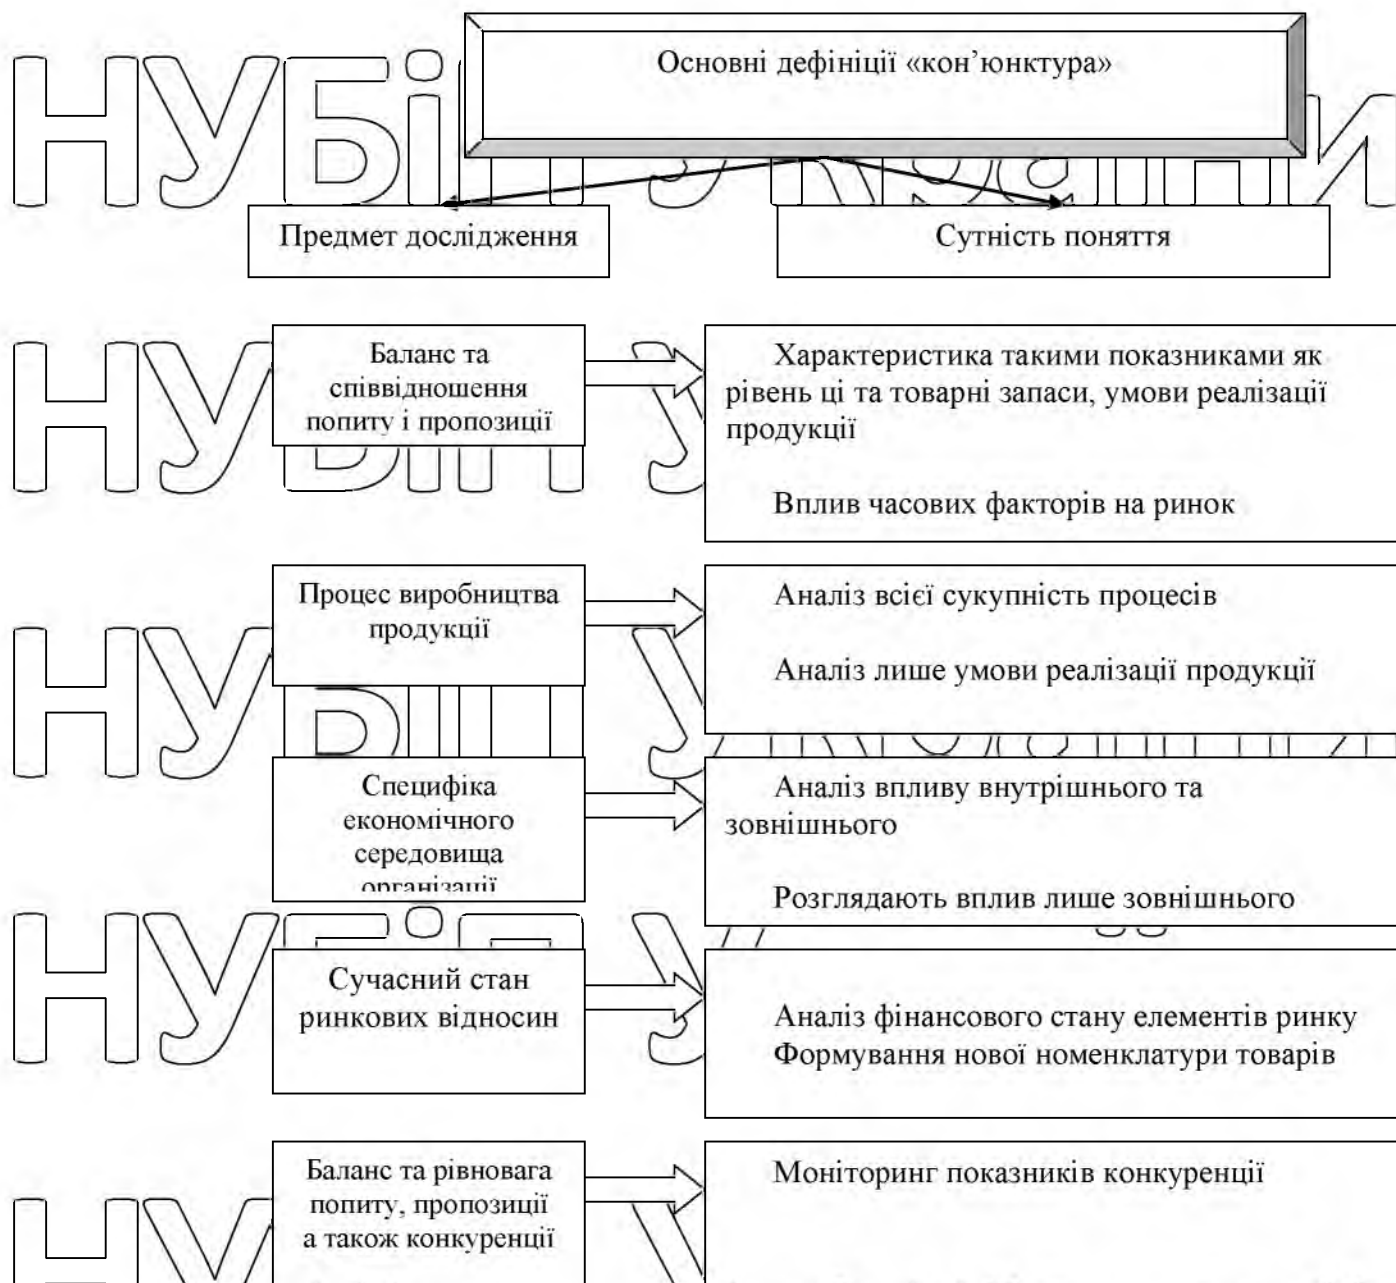 Основні дефініції «кон’юнктура»
НУБіП України
Предмет дослідження
Сутність поняття
Баланс та
співвідношення
попиту і пропозиції
Характеристика такими показниками як
рівень ці та товарні запаси, умови реалізації
продукції
Вплив часових факторів на ринок
Процес виробництва
продукції
Аналіз всієї сукупність процесів
Аналіз лише умови реалізації продукції
Специфіка
економічного
середовища
організації
Аналіз впливу внутрішнього та
зовнішнього
Розглядають вплив лише зовнішнього
Сучасний стан
ринкових відносин
Аналіз фінансового стану елементів ринку
Формування нової номенклатури товарів
Баланс та рівновага
попиту, пропозиції
а також конкуренції
Моніторинг показників конкуренції